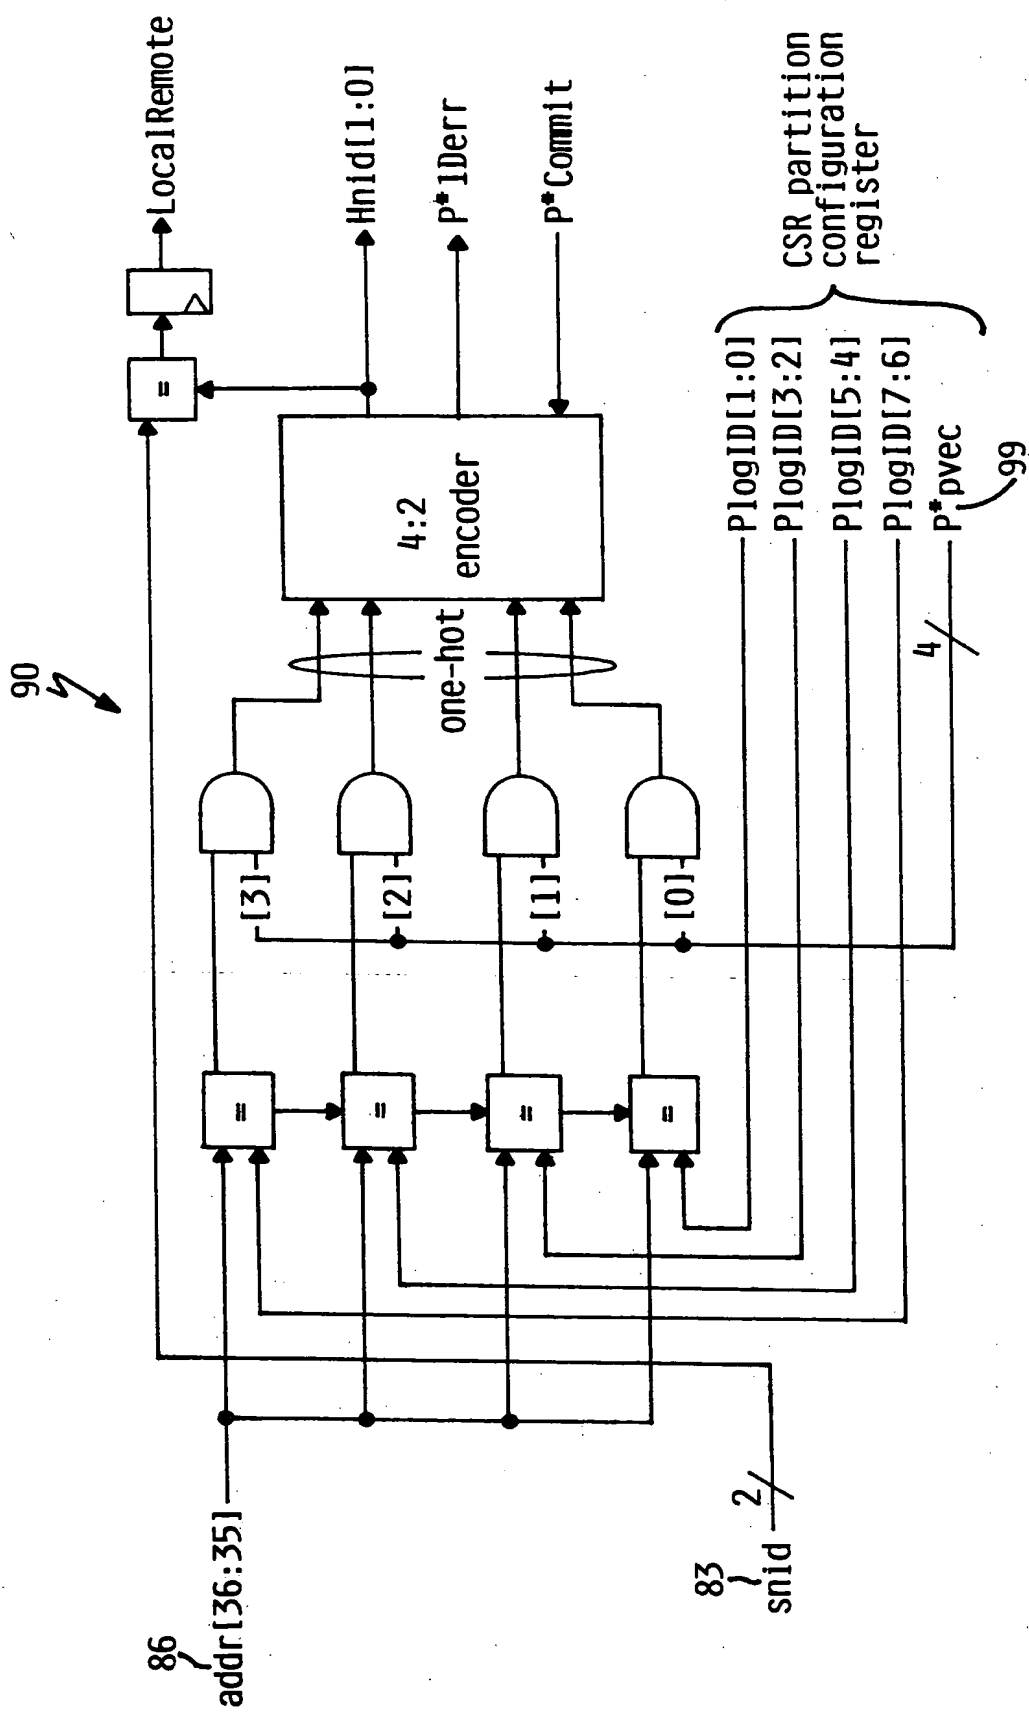 90
86
addr[36:35]
83
snid
2
=
=
=
=
[3]
[2]
[1]
[0]
one-hot
4:2
encoder
=
LocalRemote
Hnid[1:0]
P*1Derr
P*Commit
PlogID[1:0]
PlogID[3:2]
PlogID[5:4]
PlogID[7:6]
P*pvec
4
99
CSR partition
configuration
register